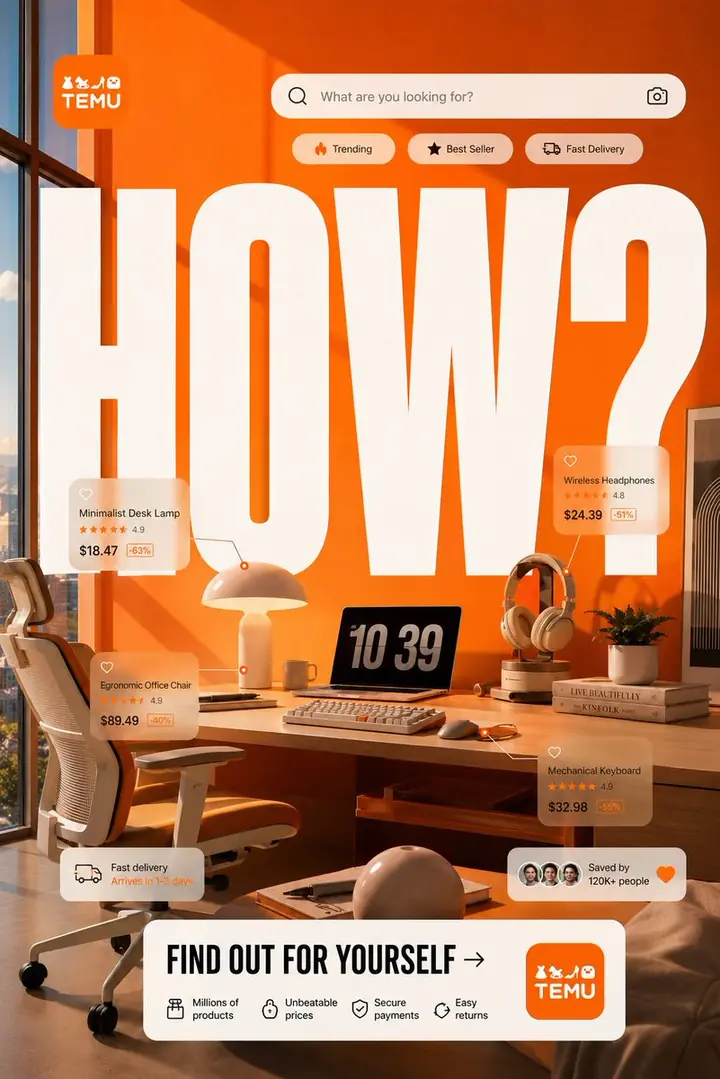 TEMU
What are you looking for?
Trending
Best Seller
Fast Delivery
HOW?
Wireless Headphones
4.8
$24.39 -51%
Minimalist Desk Lamp
4.9
$18.47 -63%
10 39
Egronomic Office Chair
4.9
$89.49 -40%
LIVE BEAUTIFULLY
KINFOLK
Mechanical Keyboard
4.9
$32.98 -55%
Fast delivery
Arrives in 1-3 days
Saved by
120K+ people
FIND OUT FOR YOURSELF →
Millions of
products
Unbeatable
prices
Secure
payments
Easy
returns
TEMU